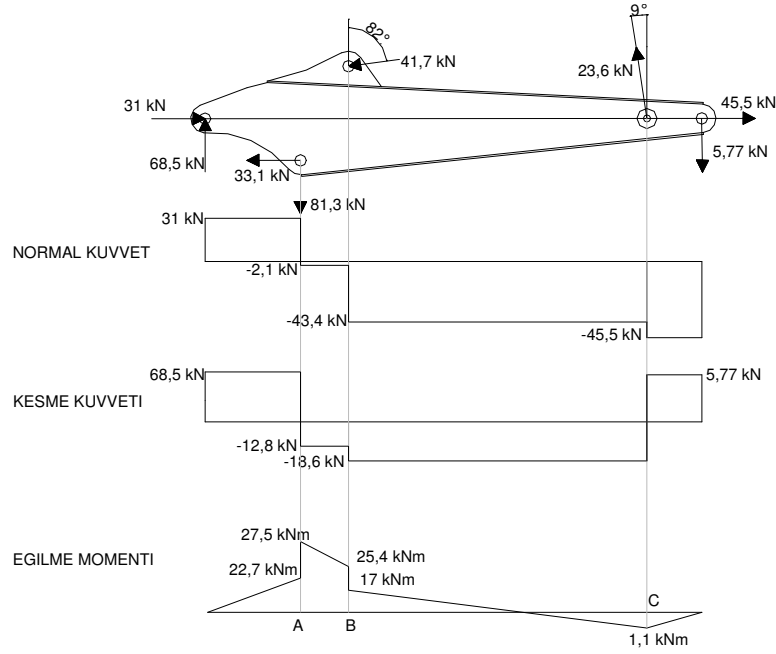 9°
82°
41,7 kN
23,6 kN
31 kN
45,5 kN
68,5 kN
33,1 kN
5,77 kN
81,3 kN
31 kN
NORMAL KUVVET
-2,1 kN
-43,4 kN
-45,5 kN
68,5 kN
5,77 kN
KESME KUVVETI
-12,8 kN
-18,6 kN
27,5 kNm
EGILME MOMENTI
25,4 kNm
22,7 kNm
17 kNm
C
A
B
1,1 kNm